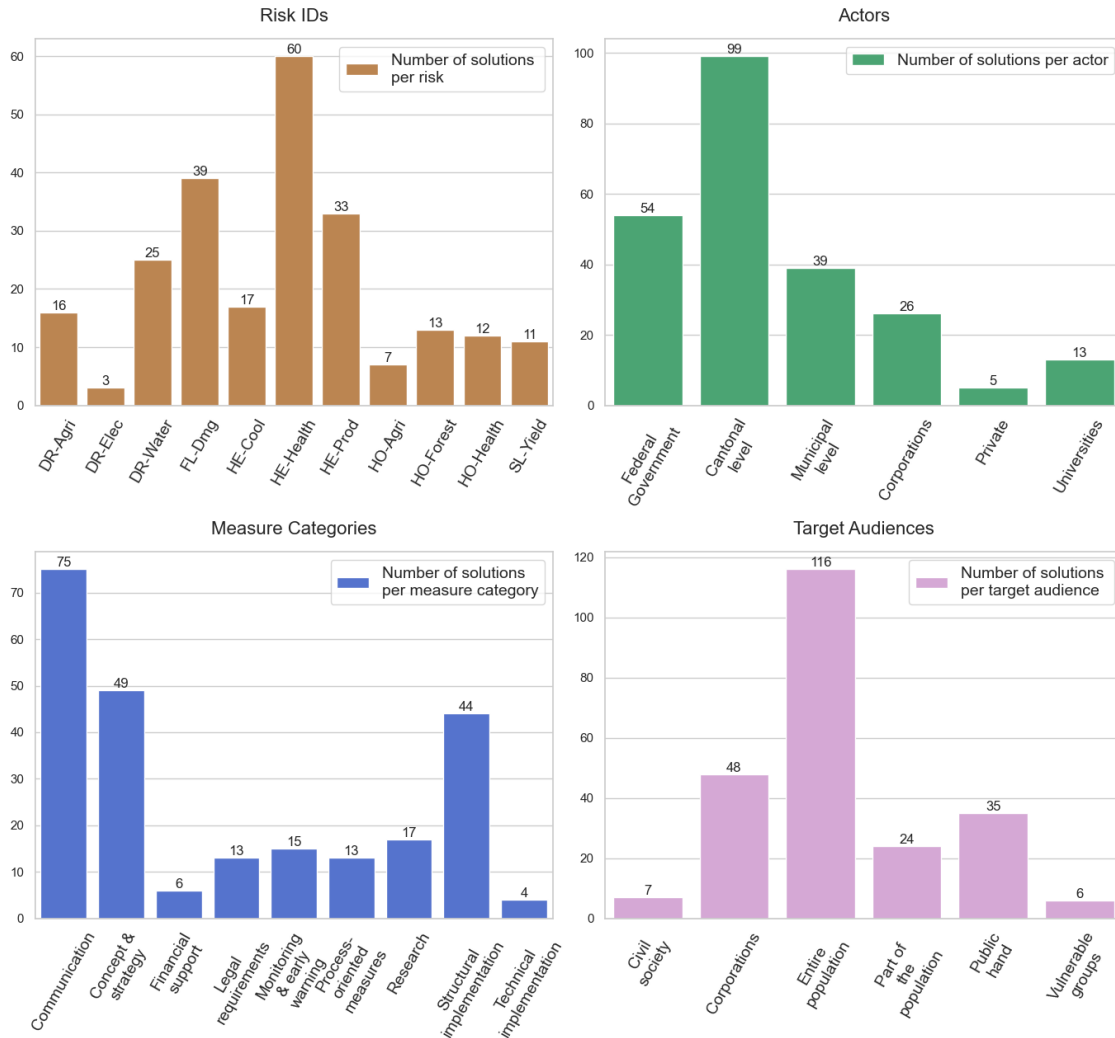 Risk IDs
Number of solutions
per risk
60
50
40
30
20
10
0
16
3
25
39
17
60
33
7
13
12
11
DR-Agri
DR-Elec
DR-Water
FL-Dmg
HE-Cool
HE-Health
HE-Prod
HO-Agri
HO-Forest
HO-Health
SL-Yield
Actors
Number of solutions per actor
100
80
60
40
20
0
54
99
39
26
5
13
Federal
Government
Cantonal
level
Municipal
level
Corporations
Private
Universities
Measure Categories
Number of solutions
per measure category
70
60
50
40
30
20
10
0
75
49
6
13
15
13
17
44
4
Communication
Concept &
strategy
Financial
support
Legal
requirements
Monitoring
& early
warning
Process-
oriented
measures
Research
Structural
implementation
Technical
implementation
Target Audiences
Number of solutions
per target audience
120
100
80
60
40
20
0
7
48
116
24
35
6
Civil
society
Corporations
Entire
population
Part of
the
population
Public
hand
Vulnerable
groups